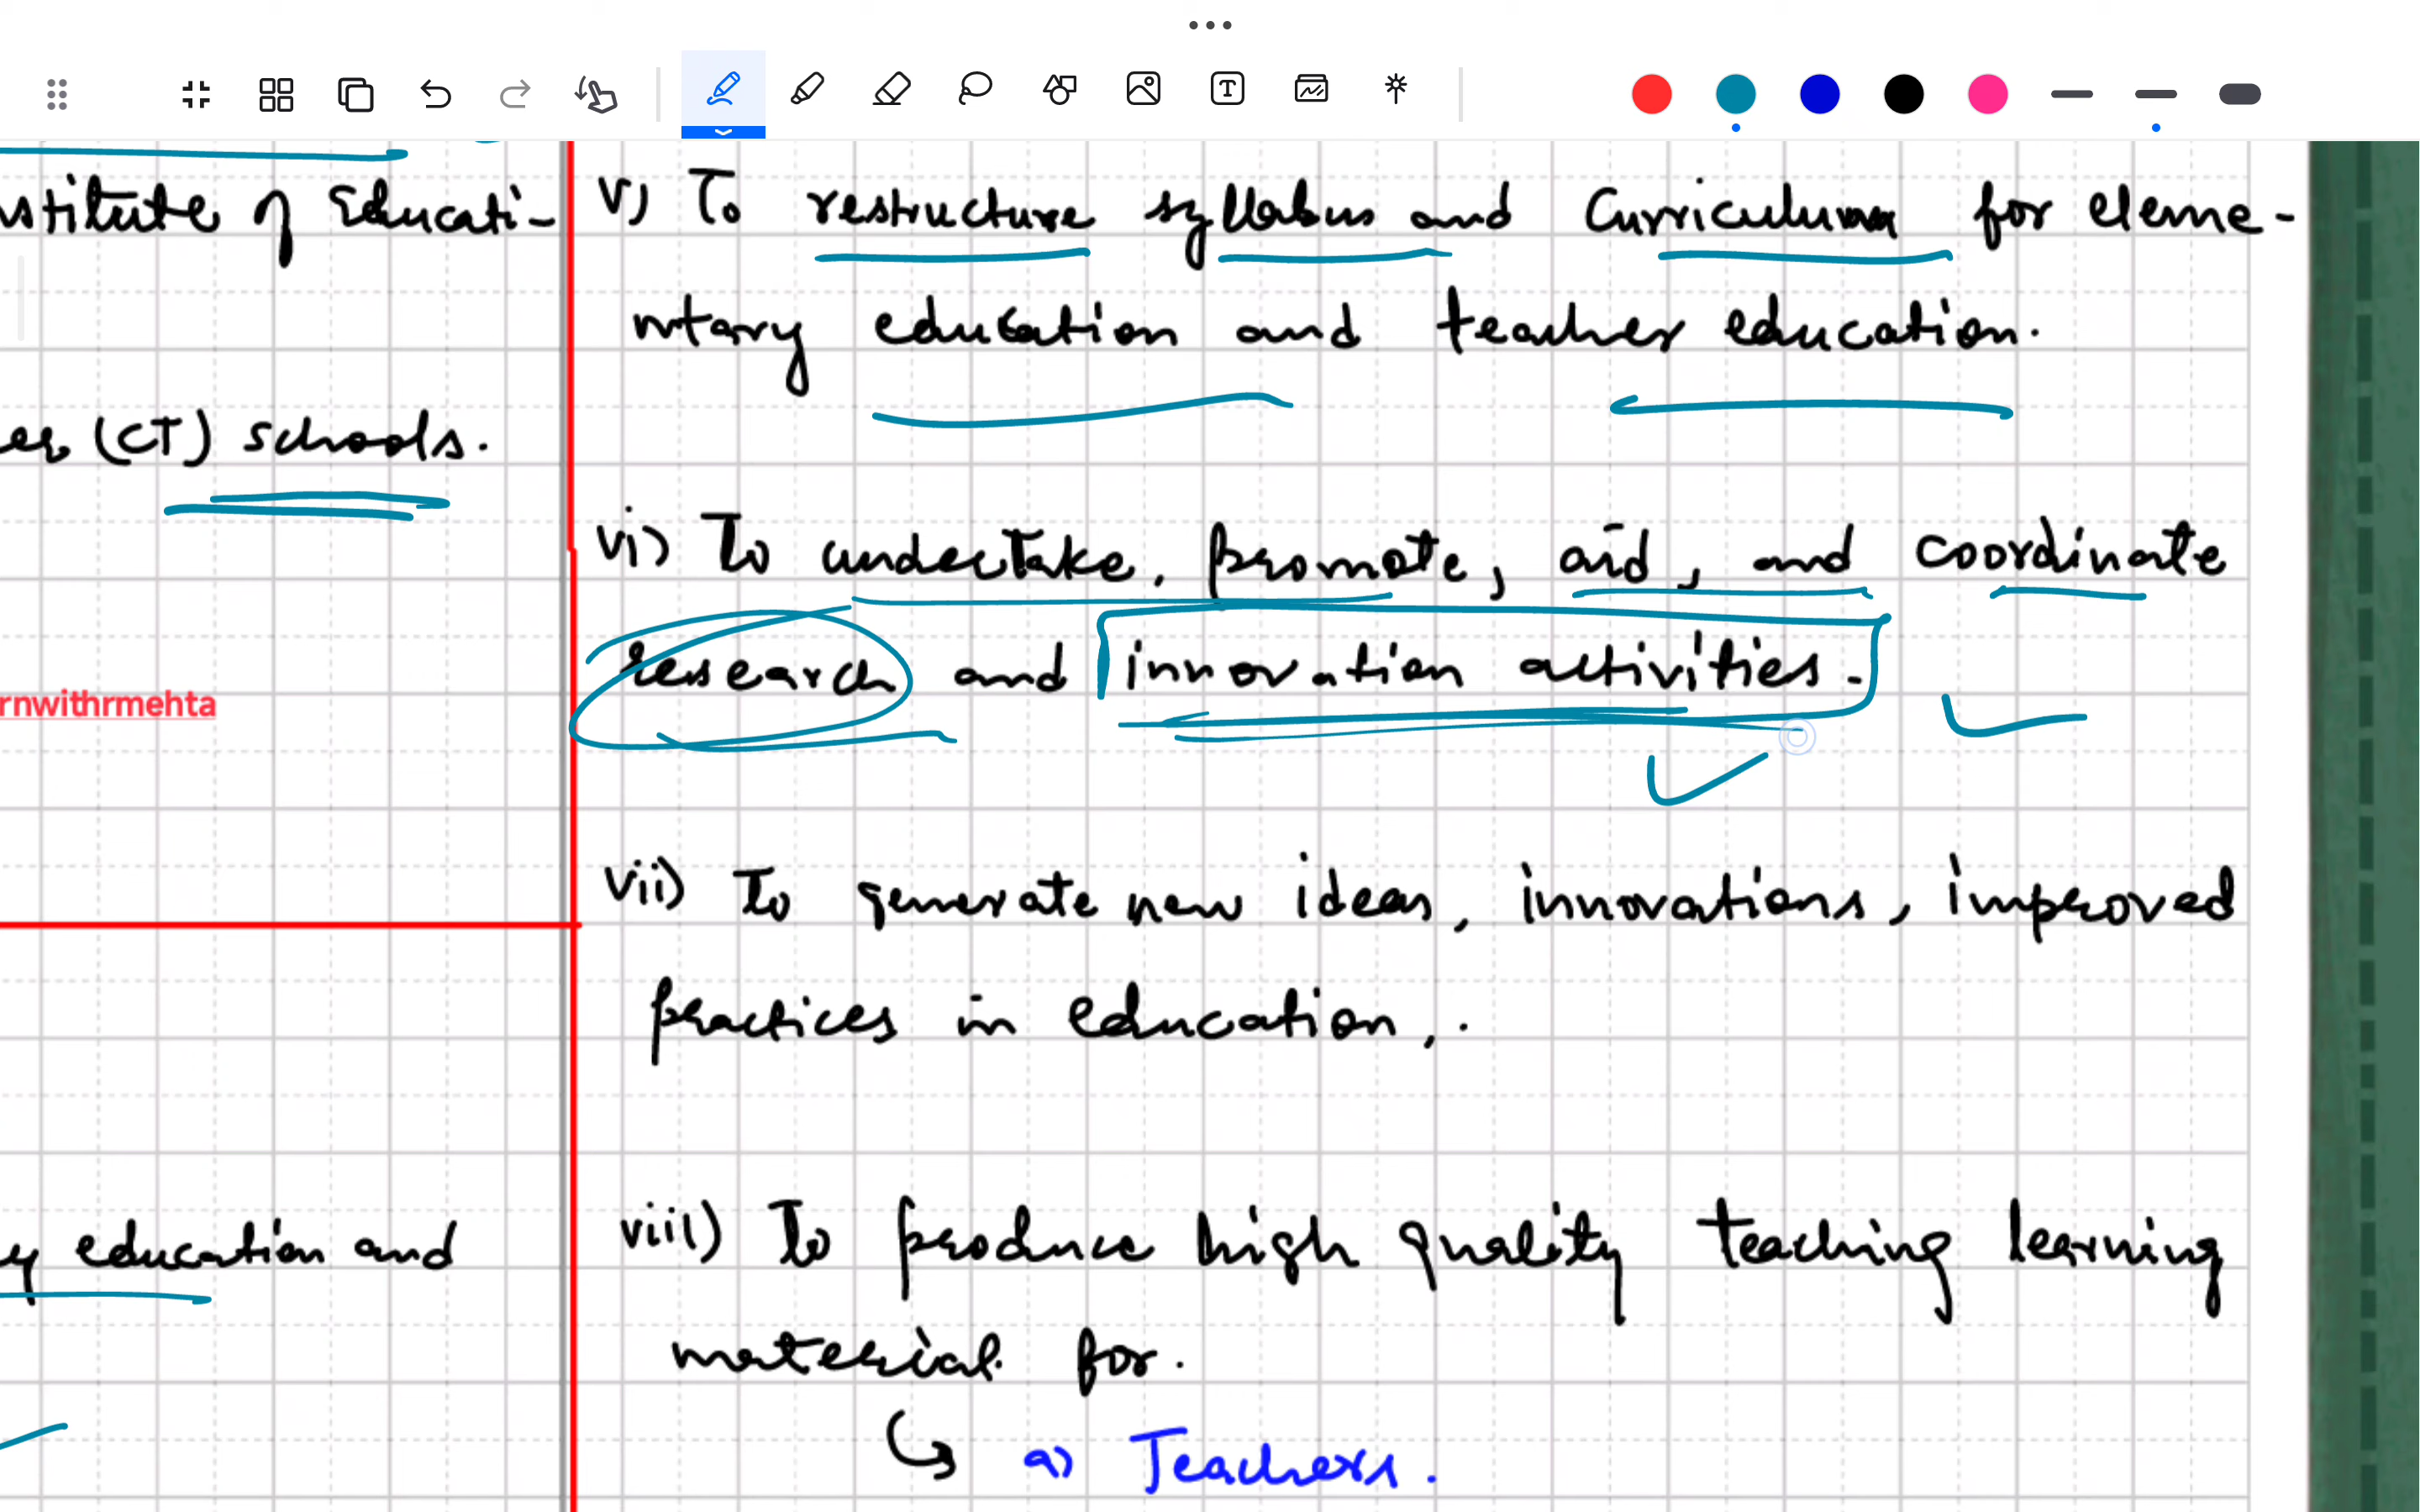 stitute of Educati-
er (CT) schools.
rnwithrmehta
y education and
v) To restructure syllabus and Curriculum for eleme-
ntary education and teacher education.
vi) To undertake, promote, aid, and coordinate
research and innovation activities.
vii) To generate new ideas, innovations, improved
practices in education,.
viii) To produce high quality teaching learning
material for.
a) Teachers.